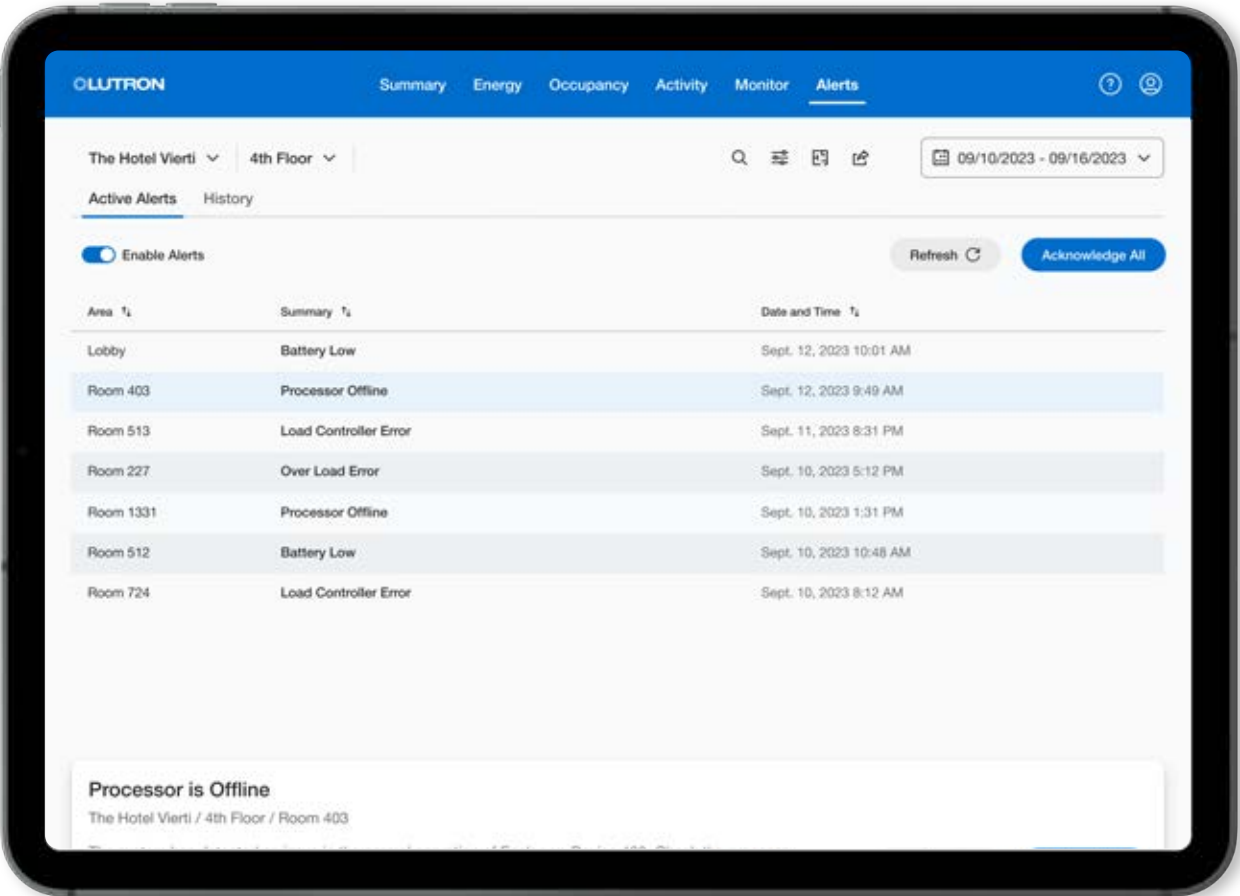 LUTRON Summary Energy Occupancy Activity Monitor Alerts ?
The Hotel Vierti 4th Floor 09/10/2023 - 09/16/2023
Active Alerts History
Enable Alerts Refresh Acknowledge All
Area Summary Date and Time
Lobby Battery Low Sept. 12, 2023 10:01 AM
Room 403 Processor Offline Sept. 12, 2023 9:49 AM
Room 513 Load Controller Error Sept. 11, 2023 8:31 PM
Room 227 Over Load Error Sept. 10, 2023 5:12 PM
Room 1331 Processor Offline Sept. 10, 2023 1:31 PM
Room 512 Battery Low Sept. 10, 2023 10:48 AM
Room 724 Load Controller Error Sept. 10, 2023 8:12 AM
Processor is Offline
The Hotel Vierti / 4th Floor / Room 403